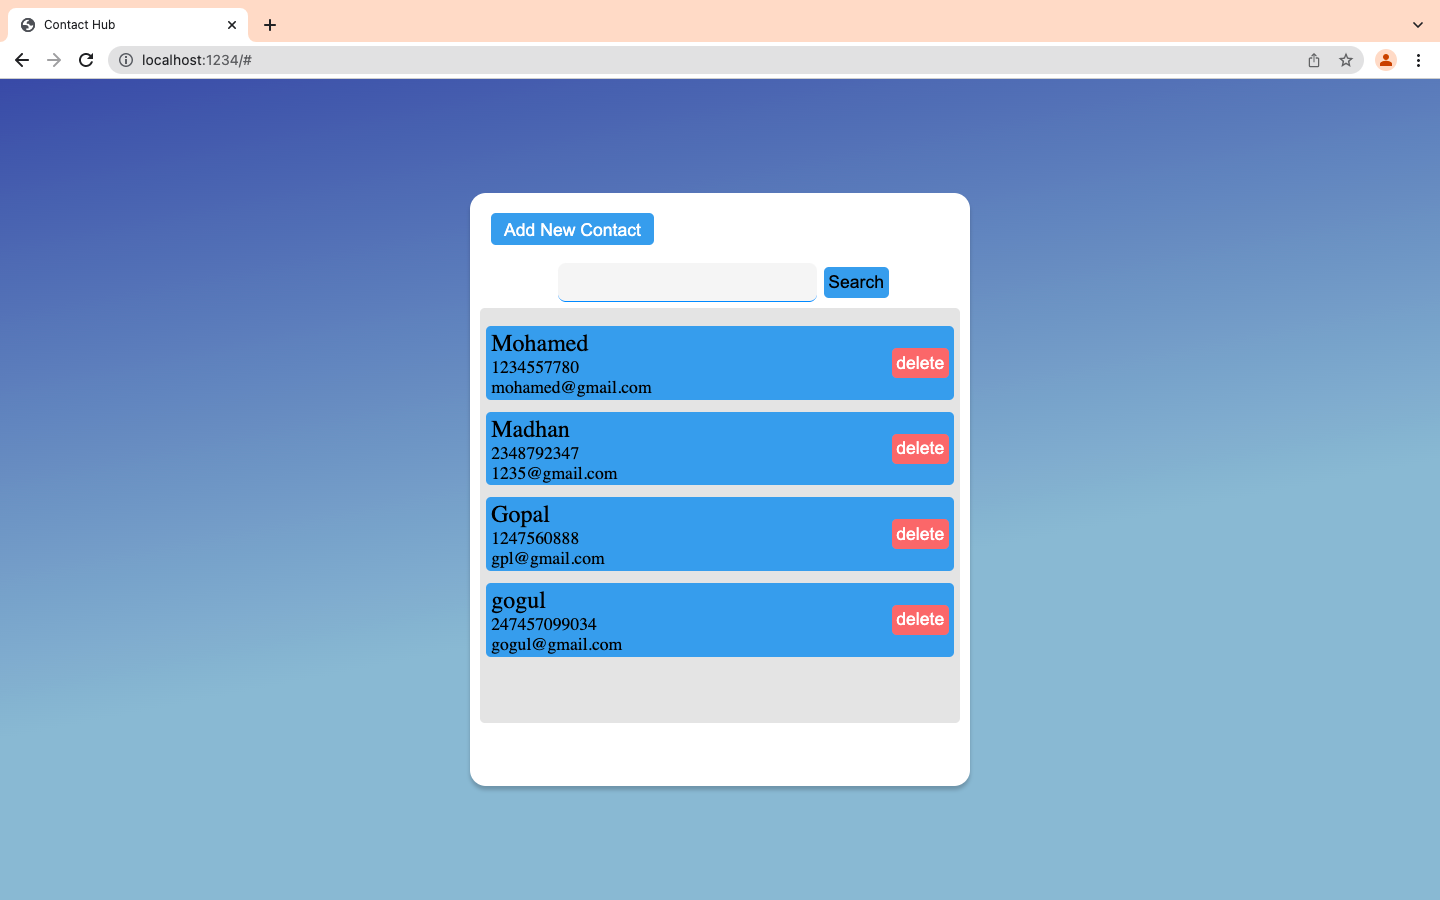 Contact Hub
localhost:1234/#
Add New Contact
Search
Mohamed
1234557780
mohamed@gmail.com
delete
Madhan
2348792347
1235@gmail.com
delete
Gopal
1247560888
gpl@gmail.com
delete
gogul
247457099034
gogul@gmail.com
delete